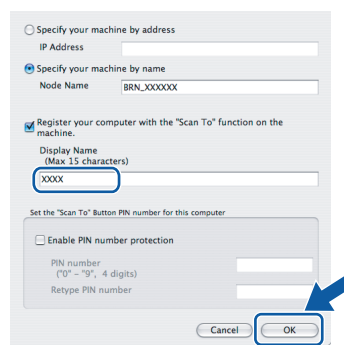 Specify your machine by address
IP Address
Specify your machine by name
Node Name BRN_XXXXXX
Register your computer with the "Scan To" function on the
machine.
Display Name
(Max 15 characters)
XXXX
Set the "Scan To" Button PIN number for this computer
Enable PIN number protection
PIN number
("0" - "9", 4 digits)
Retype PIN number
Cancel OK